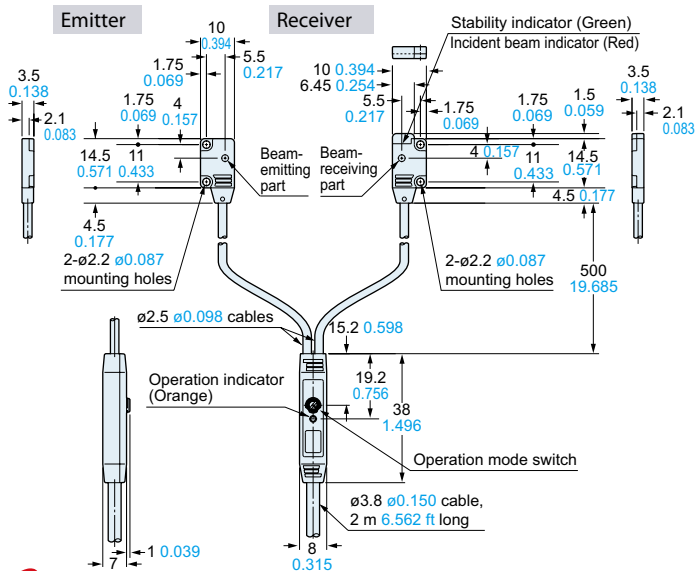 Emitter
Receiver
10
0.394
5.5
0.217
1.75
0.069
4
0.157
3.5
0.138
2.1
0.083
1.75
0.069
14.5
0.571
11
0.433
4.5
0.177
Beam-
emitting
part
2-ø2.2 ø0.087
mounting holes
Stability indicator (Green)
Incident beam indicator (Red)
10 0.394
6.45 0.254
5.5
0.217
1.75
0.069
1.75
0.069
1.5
0.059
3.5
0.138
2.1
0.083
Beam-
receiving
part
4 0.157
11
0.433
14.5
0.571
4.5 0.177
2-ø2.2 ø0.087
mounting holes
500
19.685
ø2.5 ø0.098 cables
15.2 0.598
Operation indicator
(Orange)
19.2
0.756
38
1.496
Operation mode switch
ø3.8 ø0.150 cable,
2 m 6.562 ft long
1 0.039
7
8
0.315